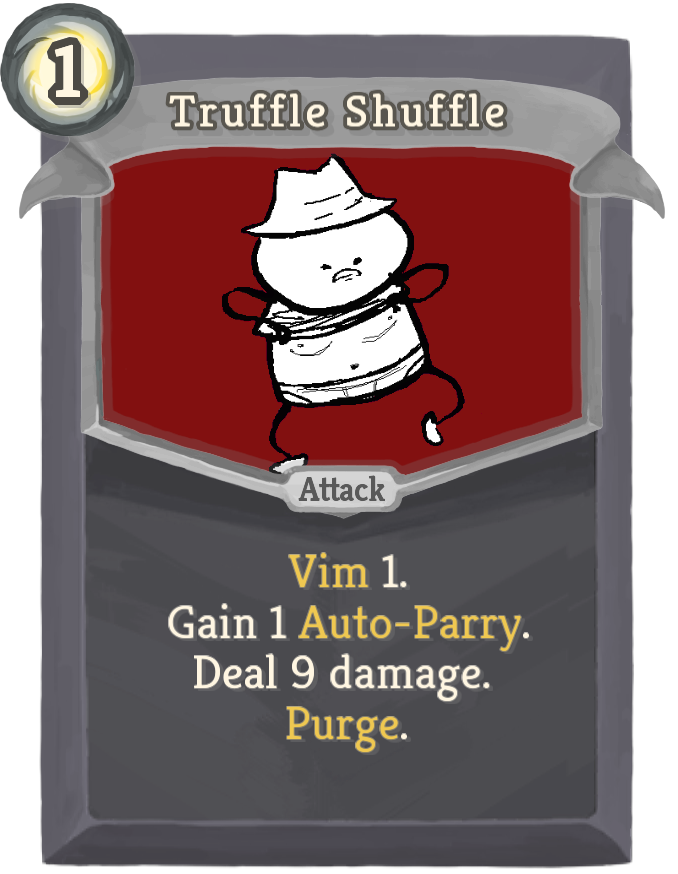 1
Truffle Shuffle
Attack
Vim 1.
Gain 1 Auto-Parry.
Deal 9 damage.
Purge.